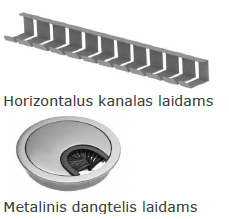 Horizontalus kanalas laidams
Metalinis dangtelis laidams